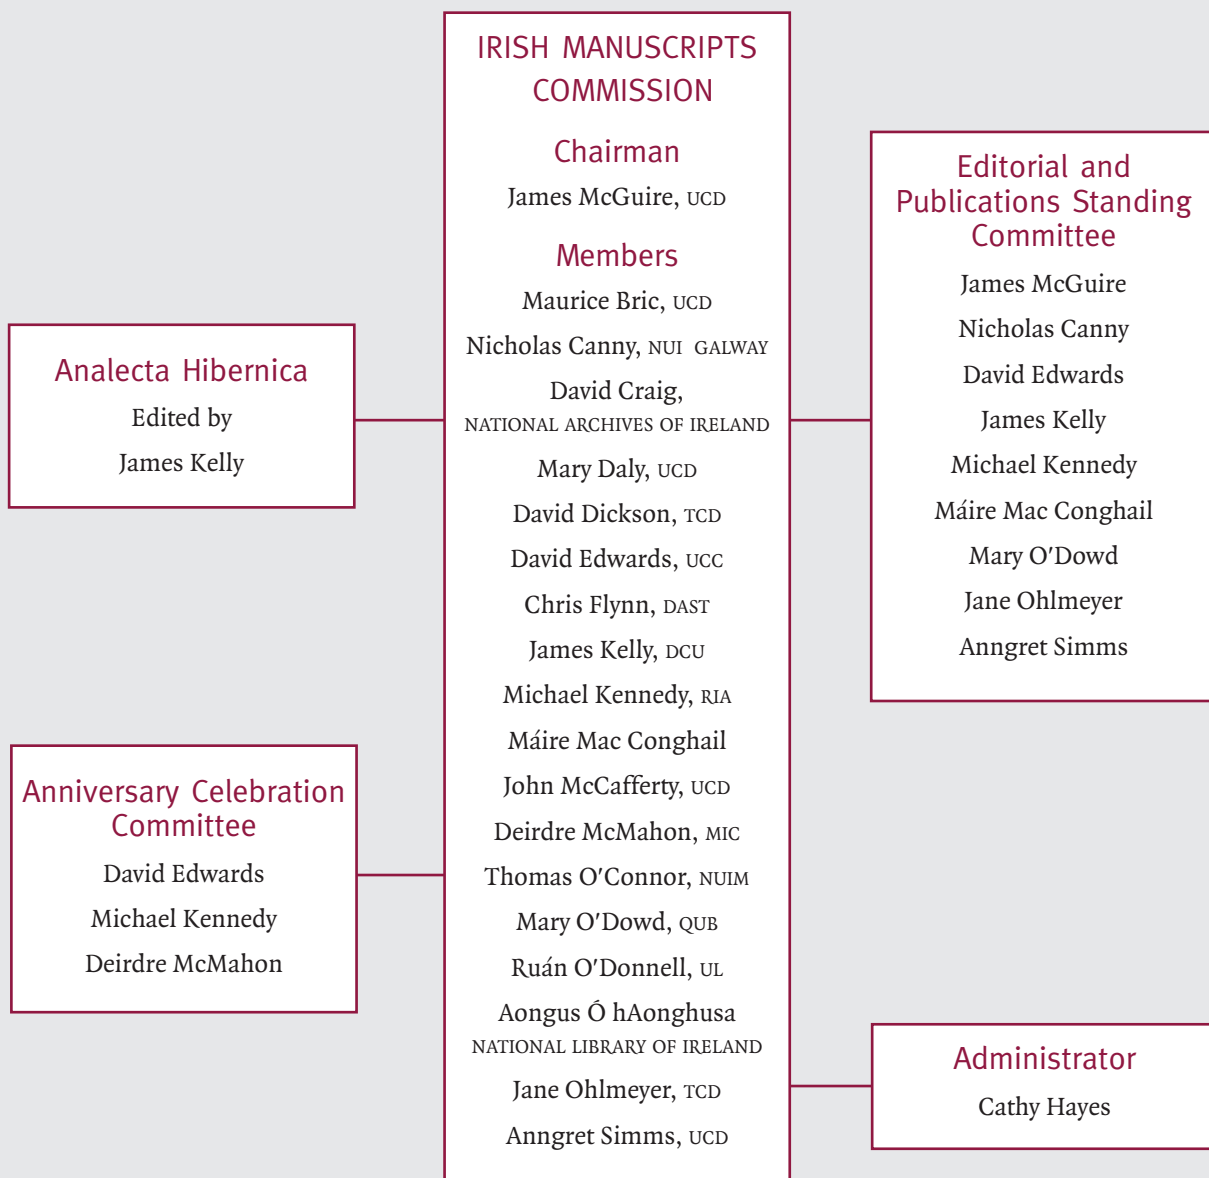 IRISH MANUSCRIPTS
COMMISSION
Chairman
James McGuire, UCD
Members
Maurice Bric, UCD
Nicholas Canny, NUI GALWAY
David Craig,
NATIONAL ARCHIVES OF IRELAND
Mary Daly, UCD
David Dickson, TCD
David Edwards, UCC
Chris Flynn, DAST
James Kelly, DCU
Michael Kennedy, RIA
Máire Mac Conghail
John McCafferty, UCD
Deirdre McMahon, MIC
Thomas O'Connor, NUIM
Mary O'Dowd, QUB
Ruán O'Donnell, UL
Aongus Ó hAonghusa
NATIONAL LIBRARY OF IRELAND
Jane Ohlmeyer, TCD
Anngret Simms, UCD
Analecta Hibernica
Edited by
James Kelly
Anniversary Celebration
Committee
David Edwards
Michael Kennedy
Deirdre McMahon
Editorial and
Publications Standing
Committee
James McGuire
Nicholas Canny
David Edwards
James Kelly
Michael Kennedy
Máire Mac Conghail
Mary O'Dowd
Jane Ohlmeyer
Anngret Simms
Administrator
Cathy Hayes